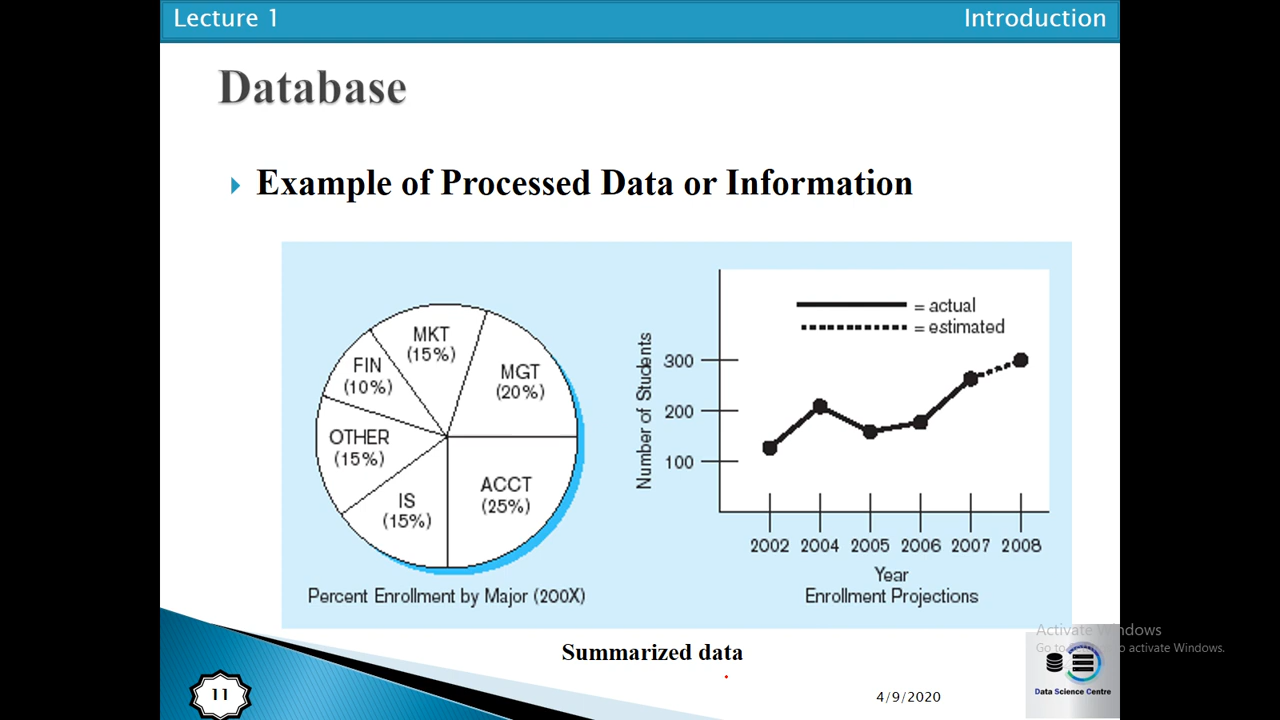 Lecture 1
Introduction
Database
Example of Processed Data or Information
MKT
(15%)
MGT
(20%)
FIN
(10%)
OTHER
(15%)
IS
(15%)
ACCT
(25%)
Percent Enrollment by Major (200X)
= actual
= estimated
Number of Students
300
200
100
2002 2004 2005 2006 2007 2008
Year
Enrollment Projections
Summarized data
11
4/9/2020
Data Science Centre
Activate Windows
Go to to activate Windows.